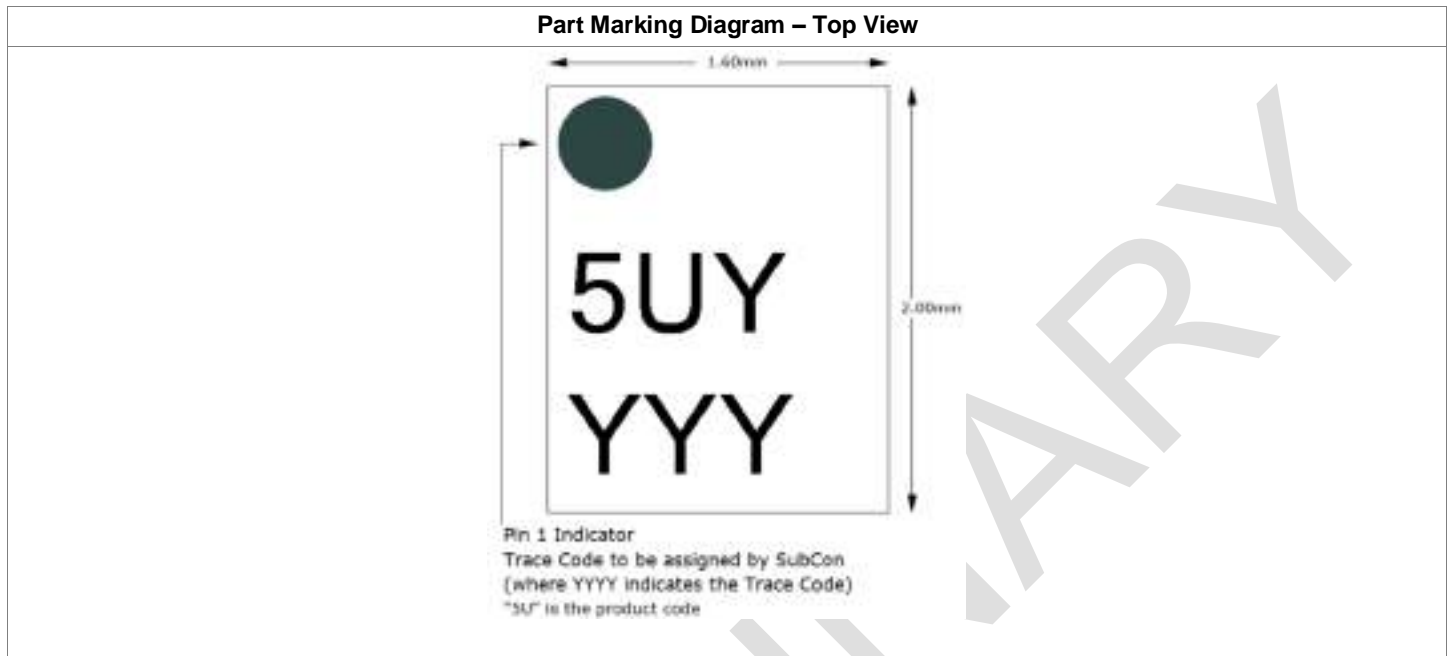 Part Marking Diagram – Top View
1.60mm
5UY
2.00mm
YYY
Pin 1 Indicator
Trace Code to be assigned by SubCon
(where YYYY indicates the Trace Code)
"5U" is the product code